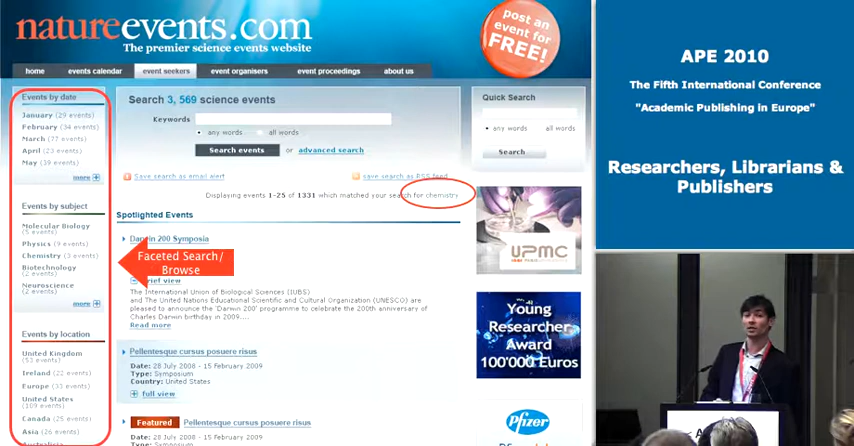 natureevents.com
The premier science events website
post an
event for
FREE!
home events calendar event seekers event organisers event proceedings about us
Events by date
January (29 events)
February (34 events)
March (77 events)
April (23 events)
May (39 events)
more
Events by subject
Molecular Biology
(5 events)
Physics (9 events)
Chemistry (3 events)
Biotechnology
(2 events)
Neuroscience
(2 events)
more
Events by location
United Kingdom
(53 events)
Ireland (22 events)
Europe (33 events)
United States
(109 events)
Canada (25 events)
Asia (26 events)
Search 3, 569 science events
Keywords
any words all words
Search events or advanced search
Save search as email alert save search as RSS feed
Displaying events 1-25 of 1331 which matched your search for chemistry
Spotlighted Events
Darwin 200 Symposia
Faceted Search/
Browse
brief view
The International Union of Biological Sciences (IUBS)
and The United Nations Educational Scientific and Cultural Organization (UNESCO) are
pleased to announce the 'Darwin 200' programme to celebrate the 200th anniversary of
Charles Darwin birthday in 2009....
Read more
Pellentesque cursus posuere risus
Date: 28 July 2008 - 15 February 2009
Type: Symposium
Country: United States
full view
Featured Pellentesque cursus posuere risus
Date: 28 July 2008 - 15 February 2009
Type: Symposium
Quick Search
any words all words
Search
UPMC
Young
Researcher
Award
100'000 Euros
Pfizer
APE 2010
The Fifth International Conference
"Academic Publishing in Europe"
Researchers, Librarians &
Publishers